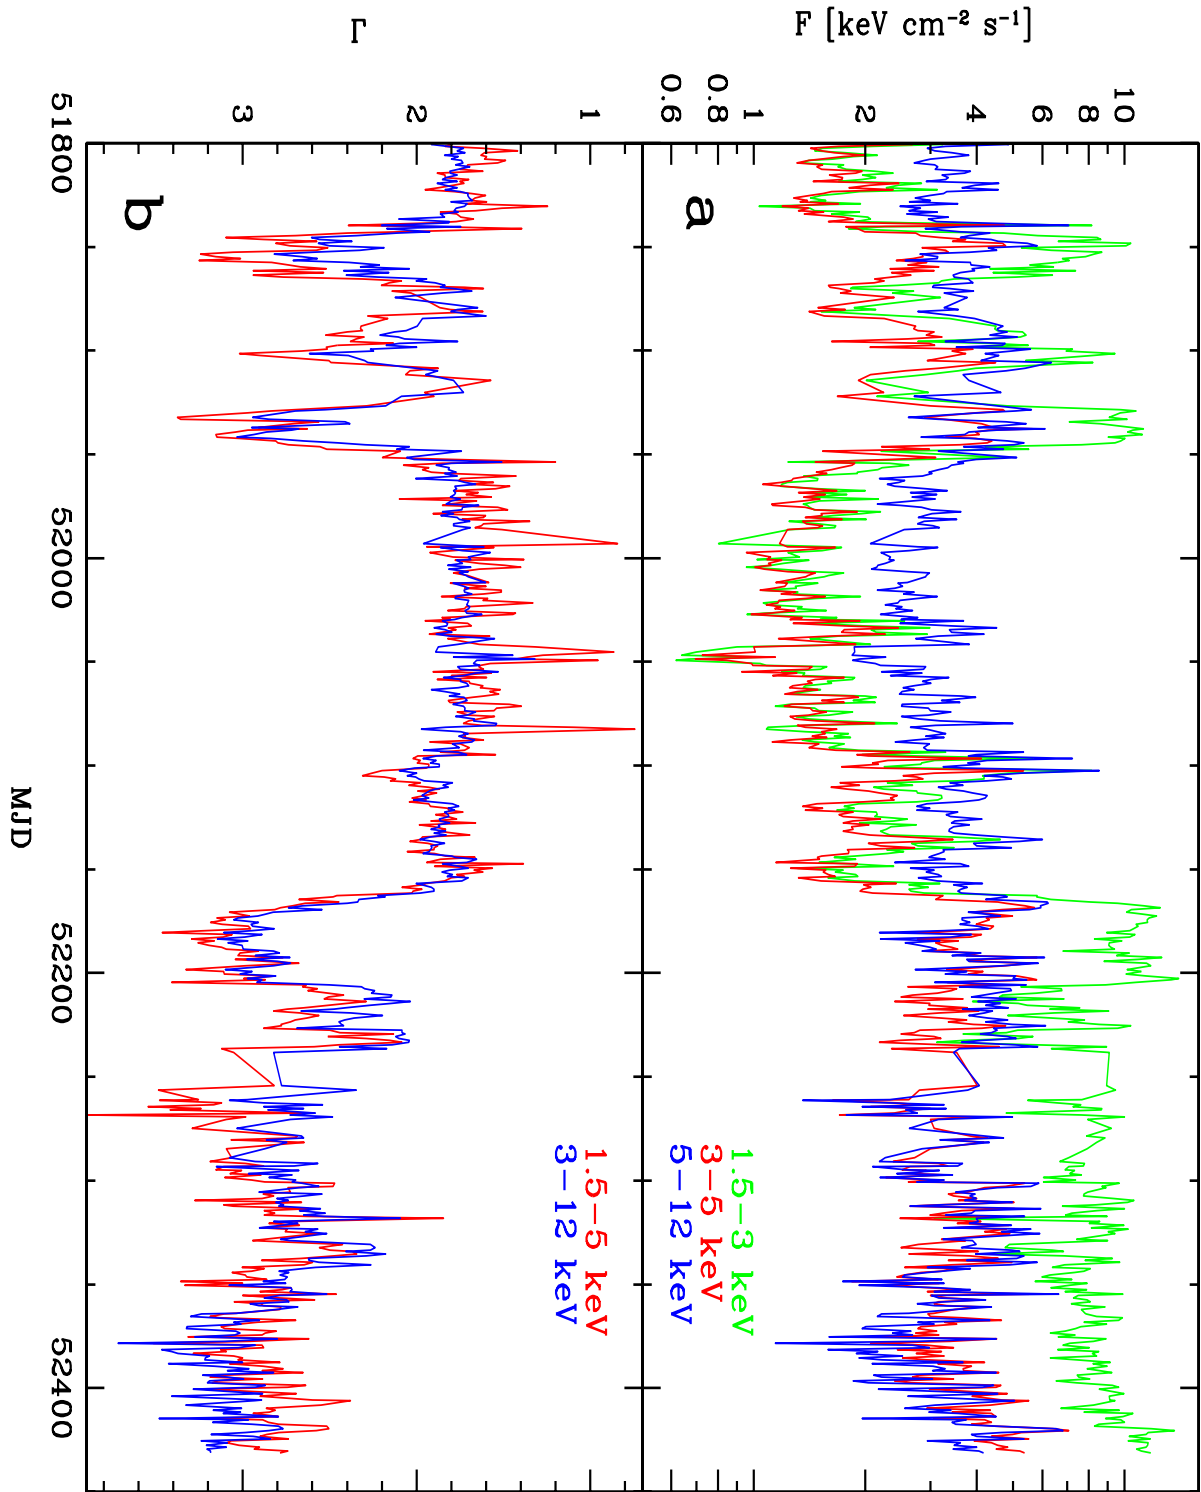 F [keV cm⁻² s⁻¹]
0.6 0.8 1 2 4 6 8 10
a
1.5−3 keV
3−5 keV
5−12 keV
Γ
3 2 1
b
1.5−5 keV
3−12 keV
51800 52000 52200 52400
MJD